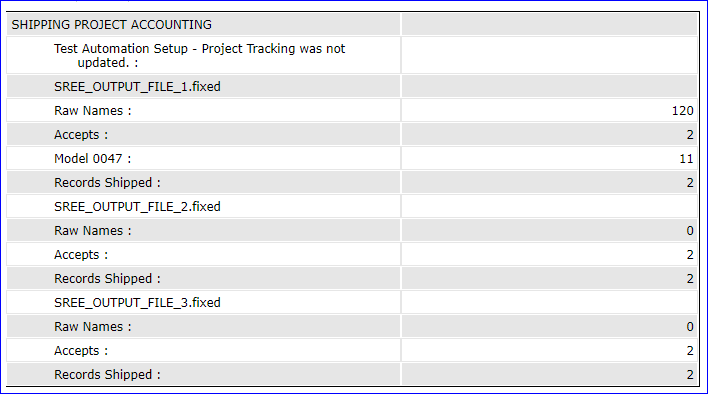 SHIPPING PROJECT ACCOUNTING
Test Automation Setup - Project Tracking was not
updated. :
SREE_OUTPUT_FILE_1.fixed
Raw Names : 120
Accepts : 2
Model 0047 : 11
Records Shipped : 2
SREE_OUTPUT_FILE_2.fixed
Raw Names : 0
Accepts : 2
Records Shipped : 2
SREE_OUTPUT_FILE_3.fixed
Raw Names : 0
Accepts : 2
Records Shipped : 2